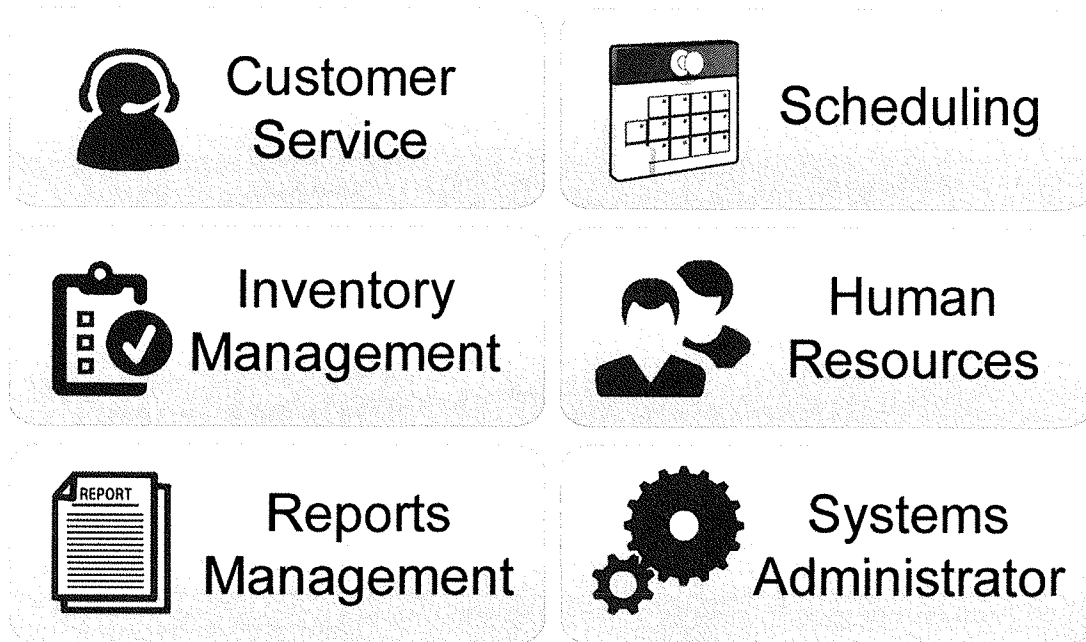 Customer
Service
Scheduling
Inventory
Management
Human
Resources
REPORT
Reports
Management
Systems
Administrator